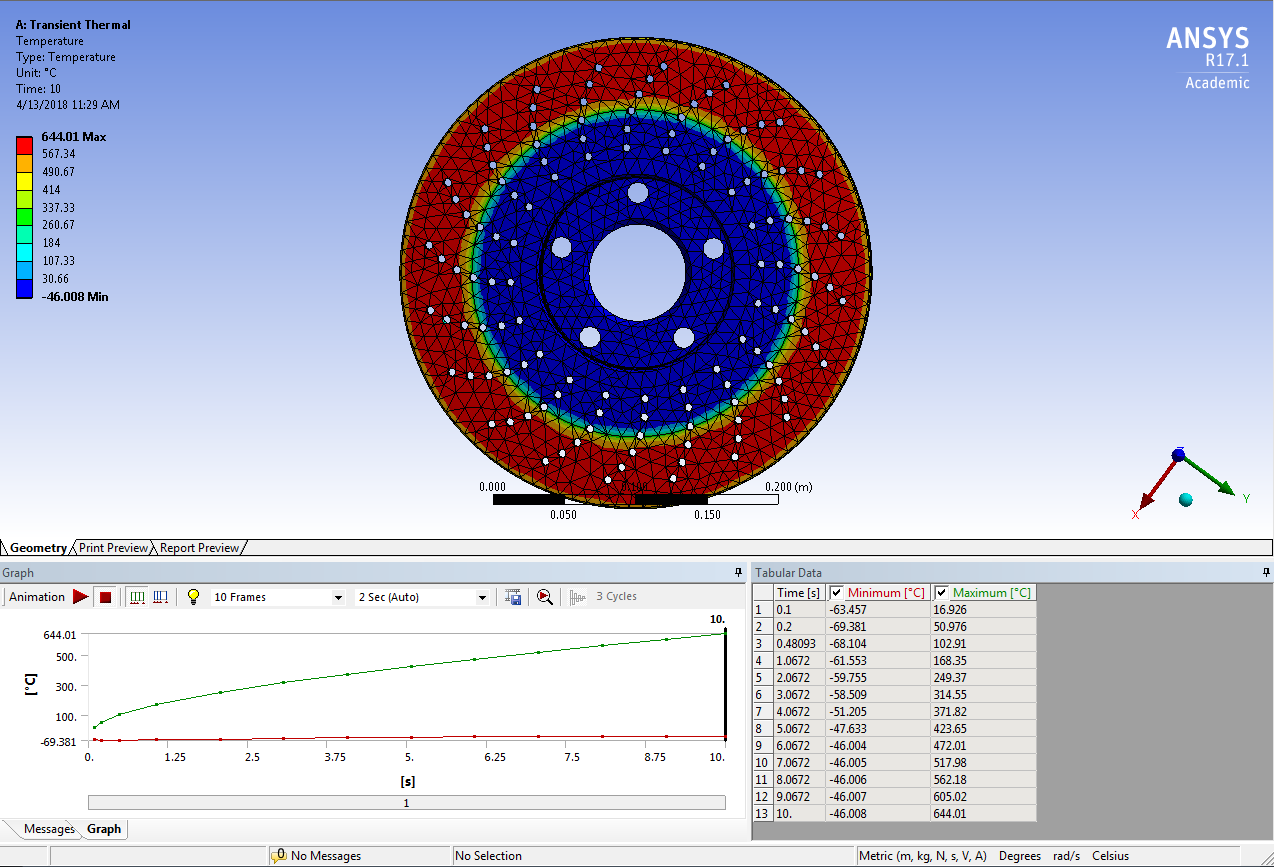 A: Transient Thermal
Temperature
Type: Temperature
Unit: °C
Time: 10
4/13/2018 11:29 AM
644.01 Max
567.34
490.67
414
337.33
260.67
184
107.33
30.66
-46.008 Min
ANSYS
R17.1
Academic
0.000
0.100
0.200 (m)
0.050
0.150
Z
Y
X
Geometry Print Preview Report Preview
Graph
Animation 10 Frames 2 Sec (Auto) 3 Cycles
10.
644.01
500.
300.
100.
-69.381
[°C]
0. 1.25 2.5 3.75 5. 6.25 7.5 8.75 10.
[s]
1
Messages Graph
Tabular Data
Time [s] Minimum [°C] Maximum [°C]
1 0.1 -63.457 16.926
2 0.2 -69.381 50.976
3 0.48093 -68.104 102.91
4 1.0672 -61.553 168.35
5 2.0672 -59.755 249.37
6 3.0672 -58.509 314.55
7 4.0672 -51.205 371.82
8 5.0672 -47.633 423.65
9 6.0672 -46.004 472.01
10 7.0672 -46.005 517.98
11 8.0672 -46.006 562.18
12 9.0672 -46.007 605.02
13 10. -46.008 644.01
0 No Messages
No Selection
Metric (m, kg, N, s, V, A) Degrees rad/s Celsius